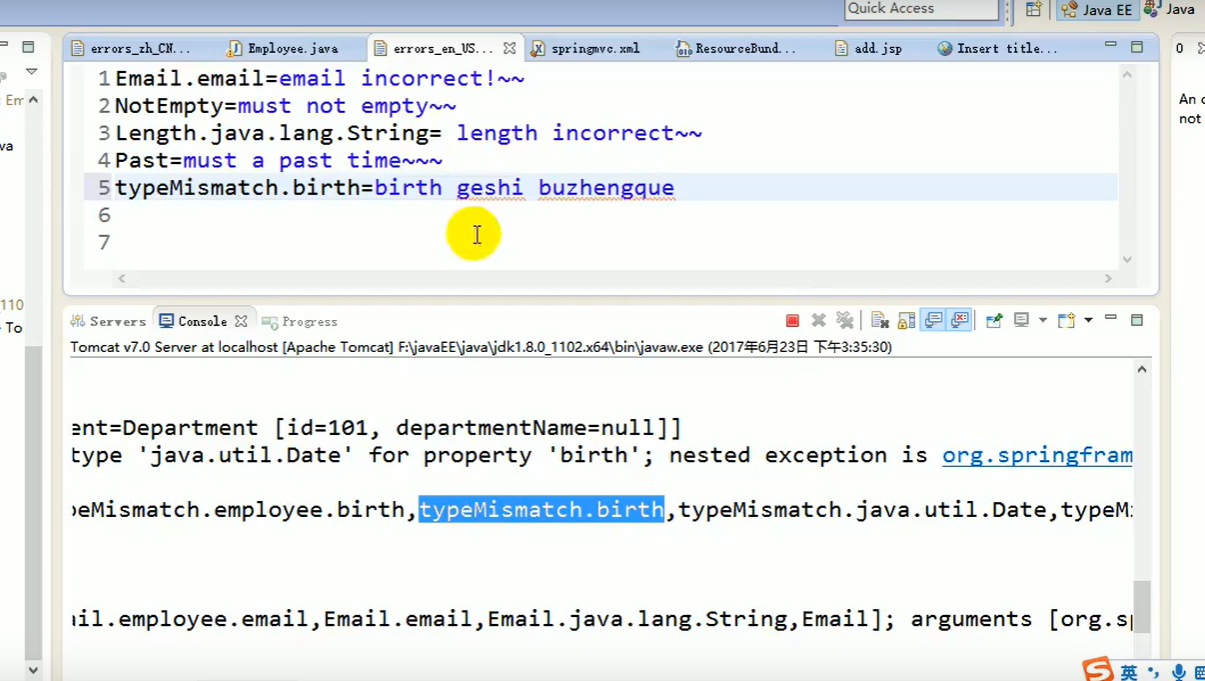 Quick Access
Java EE
Java
errors_zh_CN...
Employee.java
errors_en_US...
springmvc.xml
ResourceBund...
add.jsp
Insert title...
1 Email.email=email incorrect!~~
2 NotEmpty=must not empty~~
3 Length.java.lang.String= length incorrect~~
4 Past=must a past time~~~
5 typeMismatch.birth=birth geshi buzhengque
6
7
: Em
va
110
To
0
An o
not
Servers
Console
Progress
Tomcat v7.0 Server at localhost [Apache Tomcat] F:\javaEE\java\jdk1.8.0_1102.x64\bin\javaw.exe (2017年6月23日 下午3:35:30)
ent=Department [id=101, departmentName=null]]
type 'java.util.Date' for property 'birth'; nested exception is org.springfram
peMismatch.employee.birth,typeMismatch.birth,typeMismatch.java.util.Date,typeMi
ail.employee.email,Email.email,Email.java.lang.String,Email]; arguments [org.sp
S英